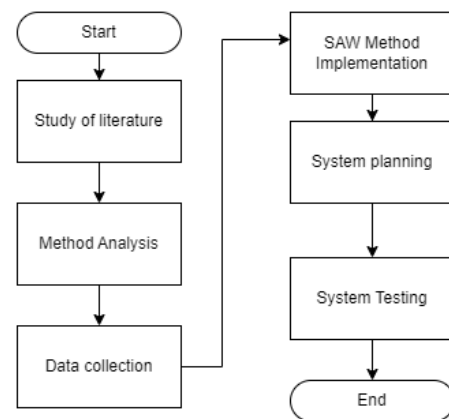 Start
Study of literature
Method Analysis
Data collection
SAW Method
Implementation
System planning
System Testing
End